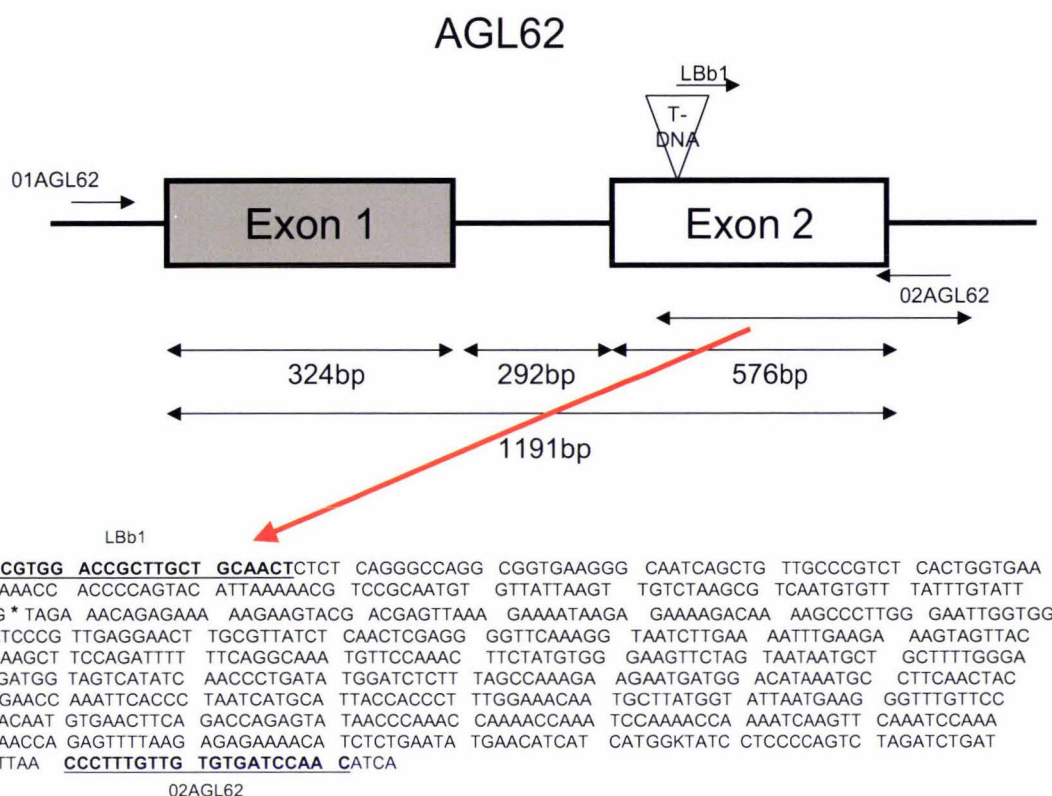 AGL62
LBb1
T-
DNA
01AGL62
Exon 1
Exon 2
02AGL62
324bp
292bp
576bp
1191bp
LBb1
CGTGG ACCGCTTGCT GCAACTCTCT CAGGGCCAGG CGGTGAAGGG CAATCAGCTG TTGCCCGTCT CACTGGTGAA
AAACC ACCCCAGTAC ATTAAAAACG TCCGCAATGT GTTATTAAGT TGTCTAAGCG TCAATGTGTT TATTTGTATT
G * TAGA AACAGAGAAA AAGAAGTACG ACGAGTTAAA GAAAATAAGA GAAAAGACAA AAGCCCTTGG GAATTGGTGG
TCCCG TTGAGGAACT TGCGTTATCT CAACTCGAGG GGTTCAAAGG TAATCTTGAA AATTTGAAGA AAGTAGTTAC
AAGCT TCCAGATTTT TTCAGGCAAA TGTTCCAAAC TTCTATGTGG GAAGTTCTAG TAATAATGCT GCTTTTGGGA
GATGG TAGTCATATC AACCCTGATA TGGATCTCTT TAGCCAAAGA AGAATGATGG ACATAAATGC CTTCAACTAC
GAACC AAATTCACCC TAATCATGCA TTACCACCCT TTGGAAACAA TGCTTATGGT ATTAATGAAG GGTTTGTTCC
ACAAT GTGAACTTCA GACCAGAGTA TAACCCAAAC CAAAACCAAA TCCAAAACCA AAATCAAGTT CAAATCCAAA
AACCA GAGTTTTAAG AGAGAAAACA TCTCTGAATA TGAACATCAT CATGGKTATC CTCCCCAGTC TAGATCTGAT
TTAA CCCTTTGTTG TGTGATCCAA CATCA
02AGL62